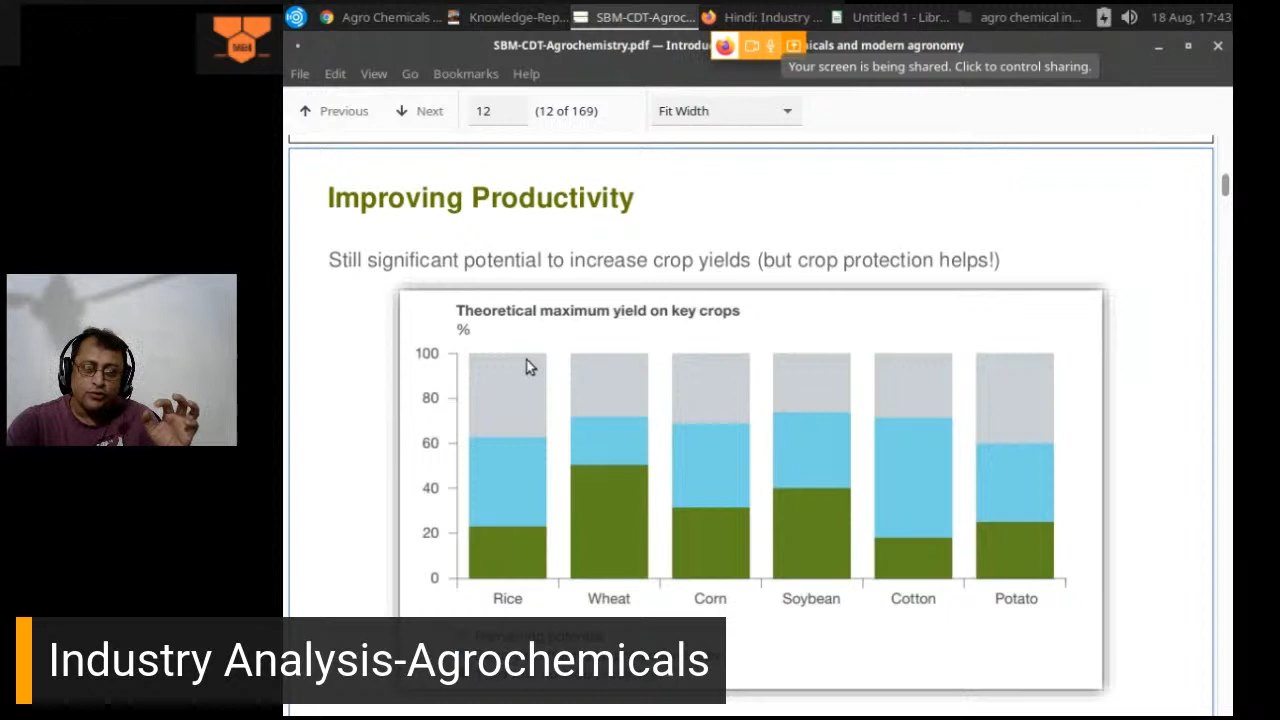 Agro Chemicals ...
Knowledge-Rep...
SBM-CDT-Agroc...
Hindi: Industry ...
Untitled 1 - Libr...
agro chemical in...
18 Aug, 17:43
SBM-CDT-Agrochemistry.pdf — Introdu
icals and modern agronomy
Your screen is being shared. Click to control sharing.
File Edit View Go Bookmarks Help
Previous Next 12 (12 of 169) Fit Width
Improving Productivity
Still significant potential to increase crop yields (but crop protection helps!)
Theoretical maximum yield on key crops
%
100
80
60
40
20
0
Rice Wheat Corn Soybean Cotton Potato
Remaining potential
Industry Analysis-Agrochemicals